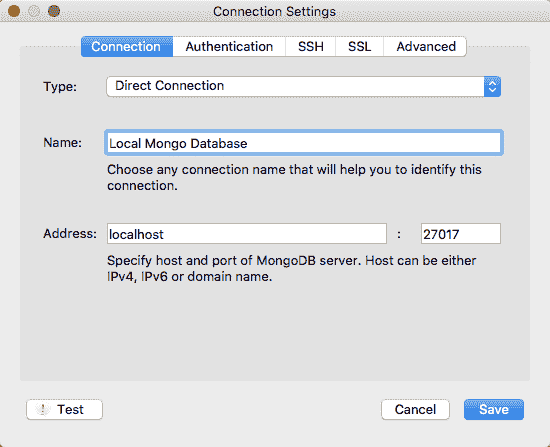 Connection Settings
Connection Authentication SSH SSL Advanced
Type: Direct Connection
Name: Local Mongo Database
Choose any connection name that will help you to identify this
connection.
Address: localhost : 27017
Specify host and port of MongoDB server. Host can be either
IPv4, IPv6 or domain name.
! Test Cancel Save